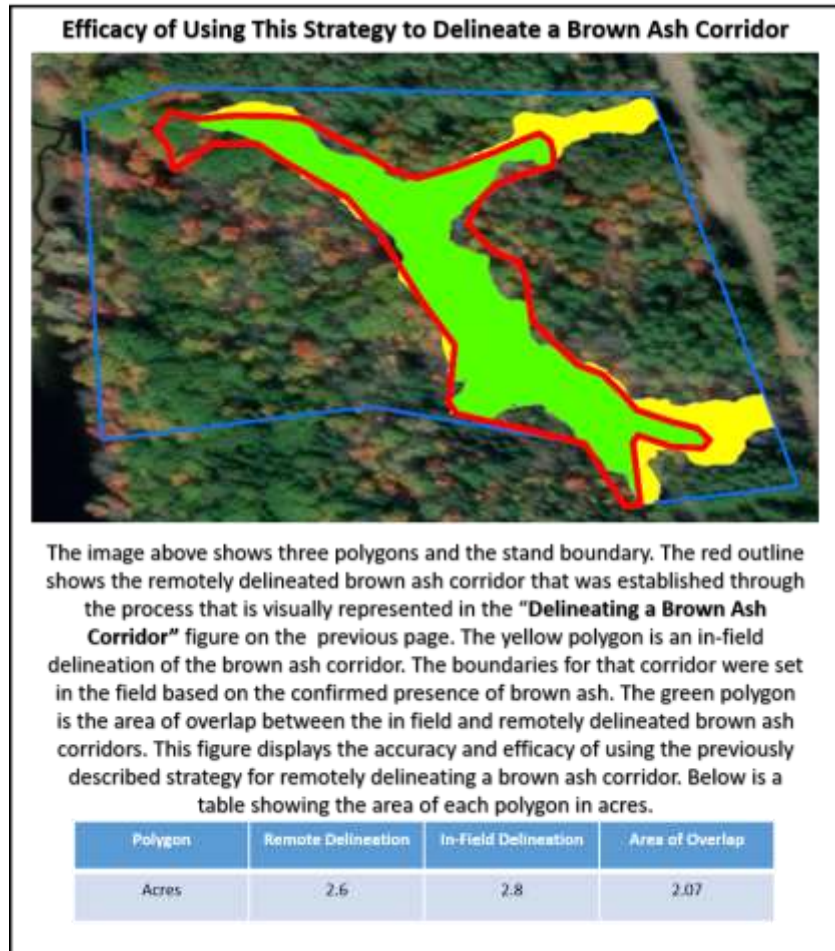 Efficacy of Using This Strategy to Delineate a Brown Ash Corridor
The image above shows three polygons and the stand boundary. The red outline
shows the remotely delineated brown ash corridor that was established through
the process that is visually represented in the “Delineating a Brown Ash
Corridor” figure on the previous page. The yellow polygon is an in-field
delineation of the brown ash corridor. The boundaries for that corridor were set
in the field based on the confirmed presence of brown ash. The green polygon
is the area of overlap between the in field and remotely delineated brown ash
corridors. This figure displays the accuracy and efficacy of using the previously
described strategy for remotely delineating a brown ash corridor. Below is a
table showing the area of each polygon in acres.
Polygon Remote Delineation In-Field Delineation Area of Overlap
Acres 2.6 2.8 2.07